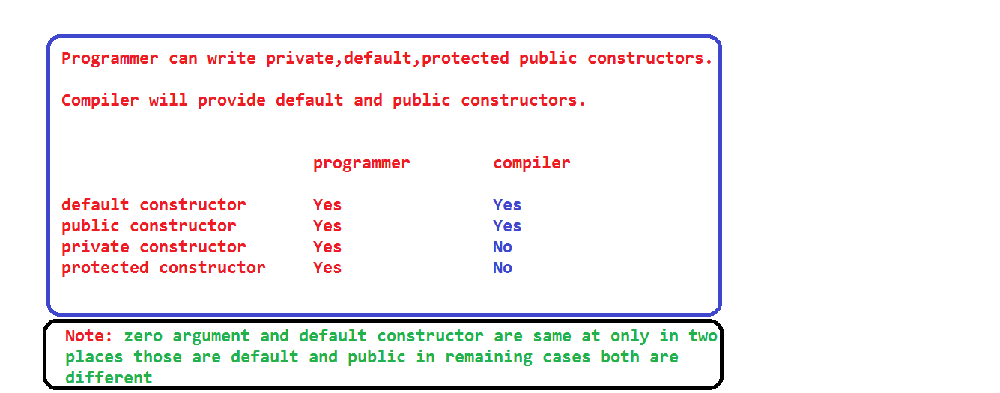 Programmer can write private,default,protected public constructors.
Compiler will provide default and public constructors.
programmer compiler
default constructor Yes Yes
public constructor Yes Yes
private constructor Yes No
protected constructor Yes No
Note: zero argument and default constructor are same at only in two
places those are default and public in remaining cases both are
different